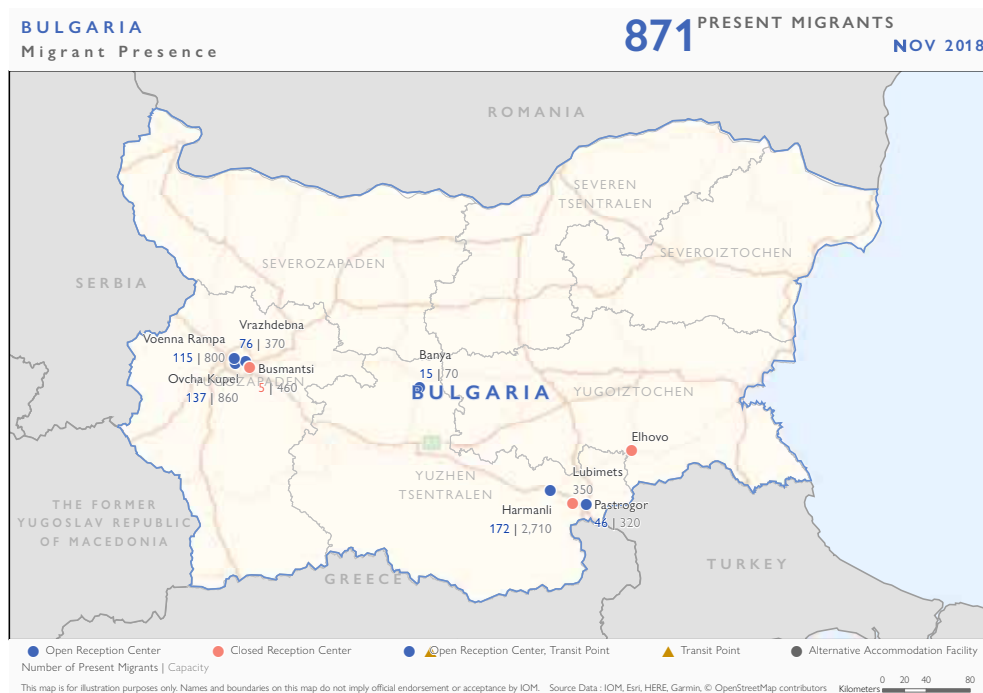 BULGARIA
Migrant Presence
871 PRESENT MIGRANTS
NOV 2018
ROMANIA
SEVEREN
TSENTRALEN
SEVEROIZTOCHEN
SEVEROZAPADEN
SERBIA
Vrazhdebna
76 | 370
Voenna Rampa
115 | 800
Banya
15 | 70
Busmantsi
5 | 460
Ovcha Kupel
137 | 860
BULGARIA
YUGOIZTOCHEN
Elhovo
YUZHEN
TSENTRALEN
Lubimets
350
Harmanli
172 | 2,710
Pastrogor
46 | 320
THE FORMER
YUGOSLAV REPUBLIC
OF MACEDONIA
GREECE
TURKEY
Open Reception Center
Closed Reception Center
Open Reception Center, Transit Point
Transit Point
Alternative Accommodation Facility
Number of Present Migrants | Capacity
This map is for illustration purposes only. Names and boundaries on this map do not imply official endorsement or acceptance by IOM. Source Data : IOM, Esri, HERE, Garmin, © OpenStreetMap contributors
Kilometers 0 20 40 80